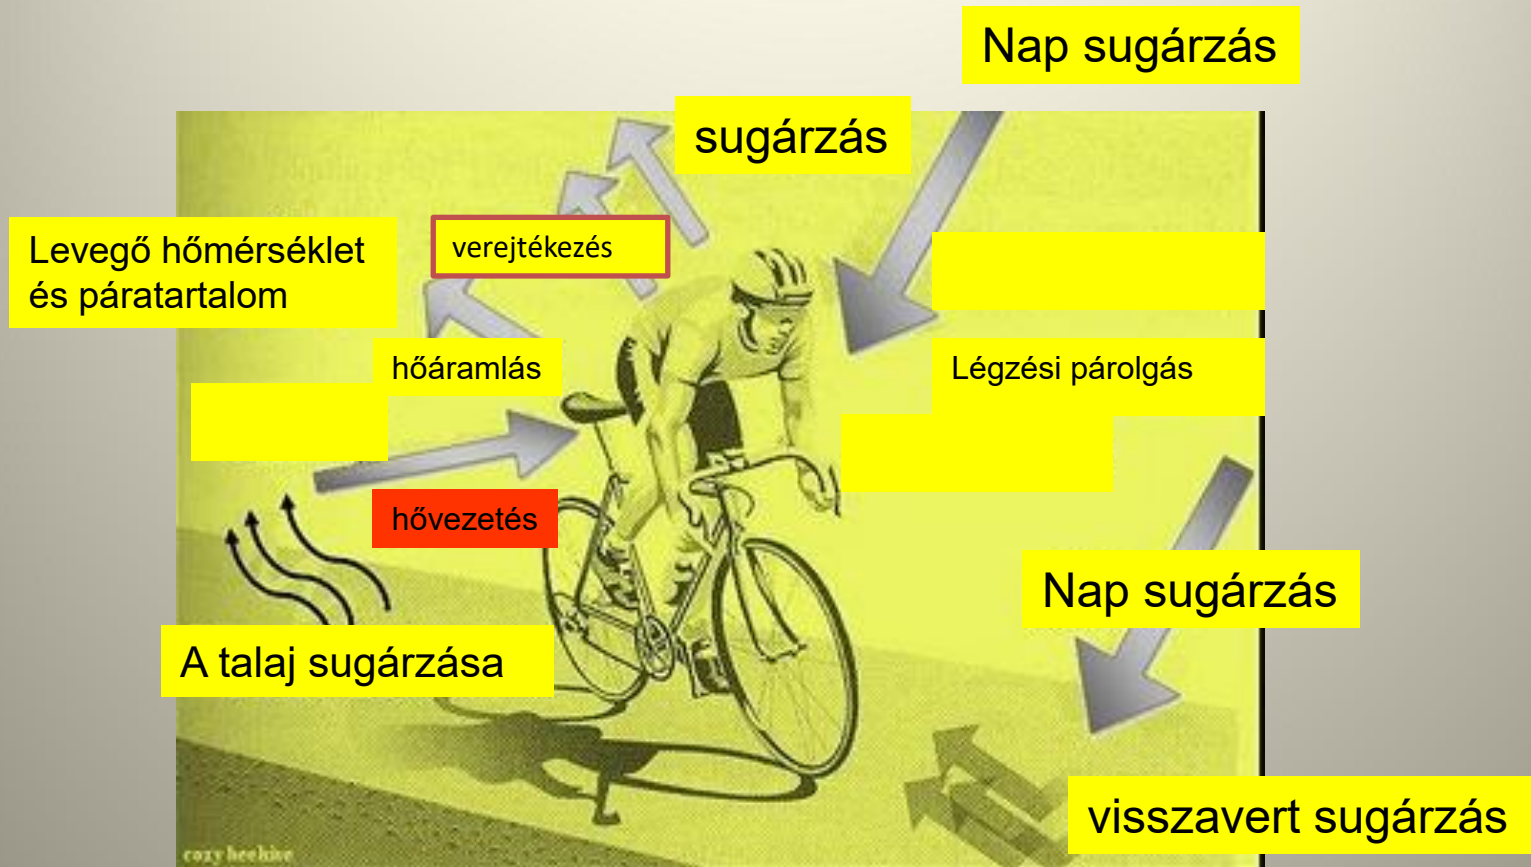 Nap sugárzás
sugárzás
Levegő hőmérséklet
és páratartalom
verejtékezés
hőáramlás
Légzési párolgás
hővezetés
Nap sugárzás
A talaj sugárzása
visszavert sugárzás
cozy beehive